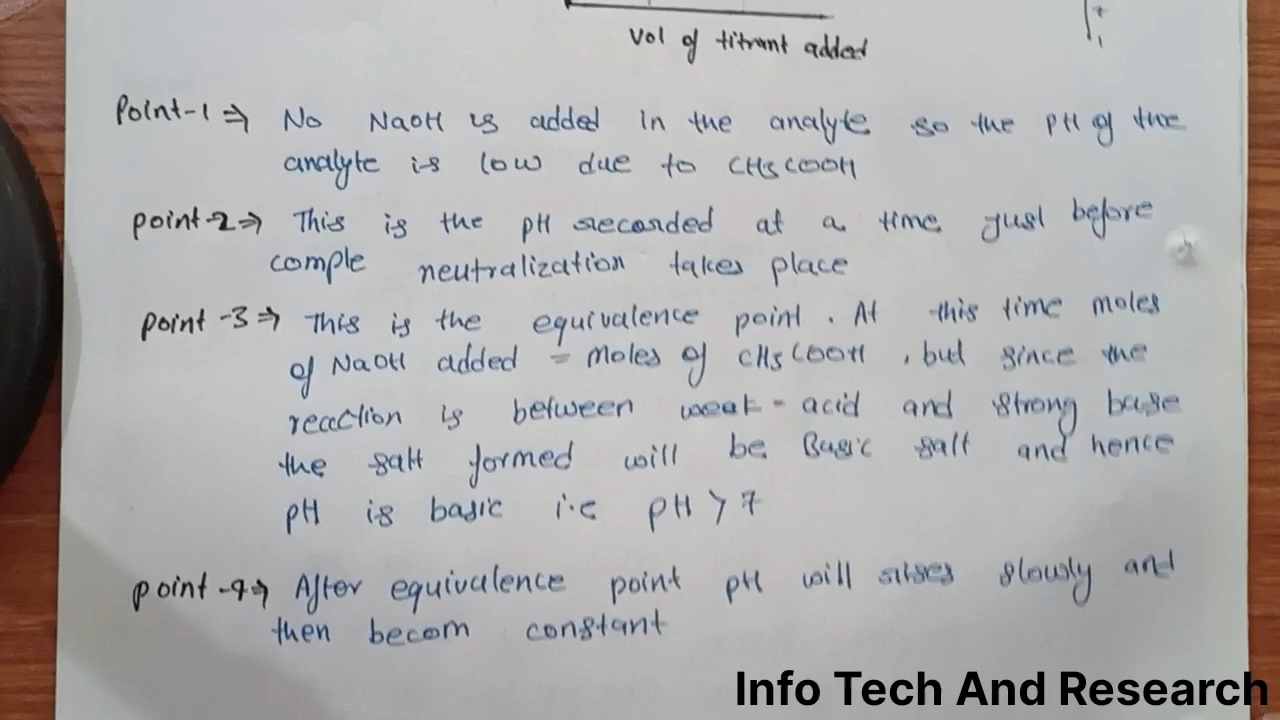 Vol of titrant added
Point-1 ⇒ No NaOH is added in the analyte so the pH of the
analyte is low due to CH3COOH
point-2 ⇒ This is the pH recorded at a time just before
comple neutralization takes place
point-3 ⇒ This is the equivalence point. At this time moles
of NaOH added = moles of CH3COOH, but since the
reaction is between weak-acid and strong base
the salt formed will be Basic salt and hence
pH is basic i.e pH > 7
point-4 ⇒ After equivalence point pH will rises slowly and
then becom constant
Info Tech And Research